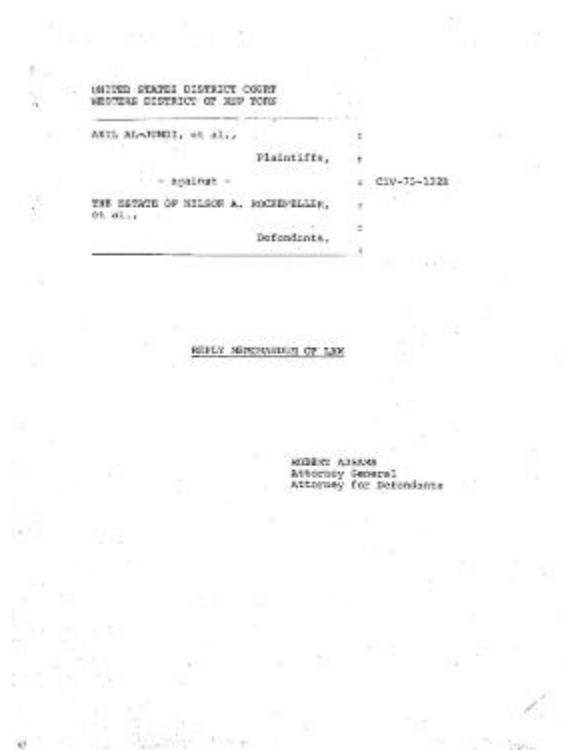 UNITED STATES DISTRICT COURT
WESTERN DISTRICT OF NEW YORK
AKIL AL-JUNDI, et al.,
Plaintiffs,
- against -
CIV-75-132E
THE ESTATE OF NELSON A. ROCKEFELLER,
et al.,
Defendants.
REPLY MEMORANDUM OF LAW
ROBERT ABRAMS
Attorney General
Attorney for Defendants